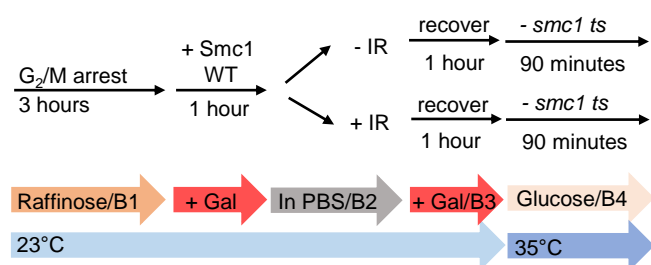 G2/M arrest
3 hours
+ Smc1
WT
1 hour
- IR
recover
1 hour
- smc1 ts
90 minutes
+ IR
recover
1 hour
- smc1 ts
90 minutes
Raffinose/B1
+ Gal
In PBS/B2
+ Gal/B3
Glucose/B4
23°C
35°C